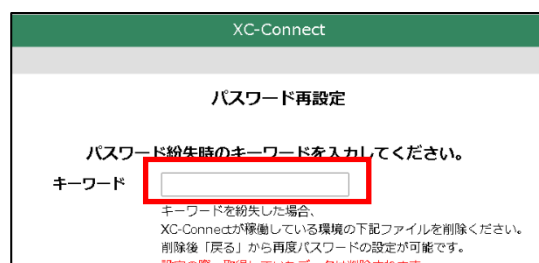 XC-Connect
パスワード再設定
パスワード紛失時のキーワードを入力してください。
キーワード
キーワードを紛失した場合、
XC-Connectが稼働している環境の下記ファイルを削除ください。
削除後「戻る」から再度パスワードの設定が可能です。